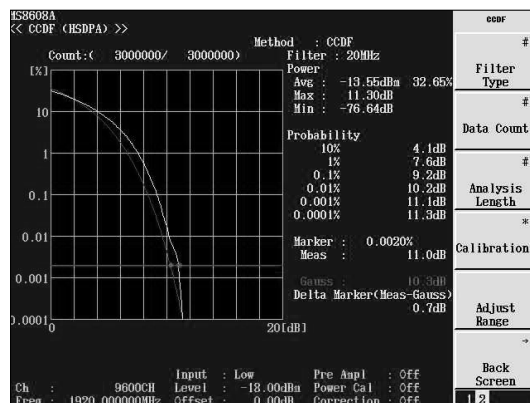 MS8608A
<< CCDF (HSDPA) >>
Method : CCDF
Count:( 3000000/ 3000000) Filter : 20MHz
Power
Avg : -13.55dBm 32.65%
Max : 11.30dB
Min : -76.64dB
Probability
10% 4.1dB
1% 7.6dB
0.1% 9.2dB
0.01% 10.2dB
0.001% 11.1dB
0.0001% 11.3dB
Marker : 0.0020%
Meas : 11.0dB
Gauss : 10.3dB
Delta Marker(Meas-Gauss)
0.7dB
[%]
10
1
0.1
0.01
0.001
0.0001
0 20[dB]
Input : Low Pre Ampl : Off
Ch : 9600CH Level : -18.00dBm Power Cal : Off
Freq : 1920.000000MHz Offset : 0.00dB Correction : Off
CCDF
#
Filter
Type
#
Data Count
#
Analysis
Length
*
Calibration
Adjust
Range
→
Back
Screen
1 2